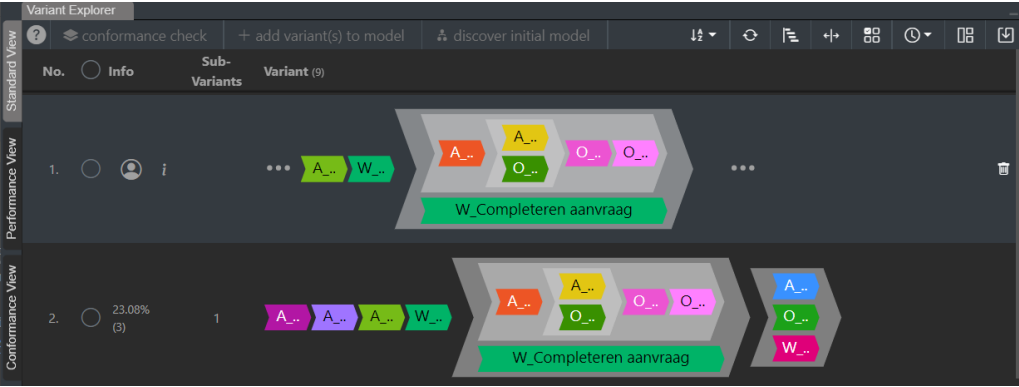 Variant Explorer
Standard View
Performance View
Conformance View
? conformance check + add variant(s) to model discover initial model
No. Info Sub-Variants Variant (9)
1. i ••• A_.. W_.. A_.. A_.. O_.. O_.. O_.. •••
W_Completeren aanvraag
2. 23.08% (3) 1 A_.. A_.. A_.. W_.. A_.. A_.. O_.. O_.. O_.. A_.. O_.. W_..
W_Completeren aanvraag